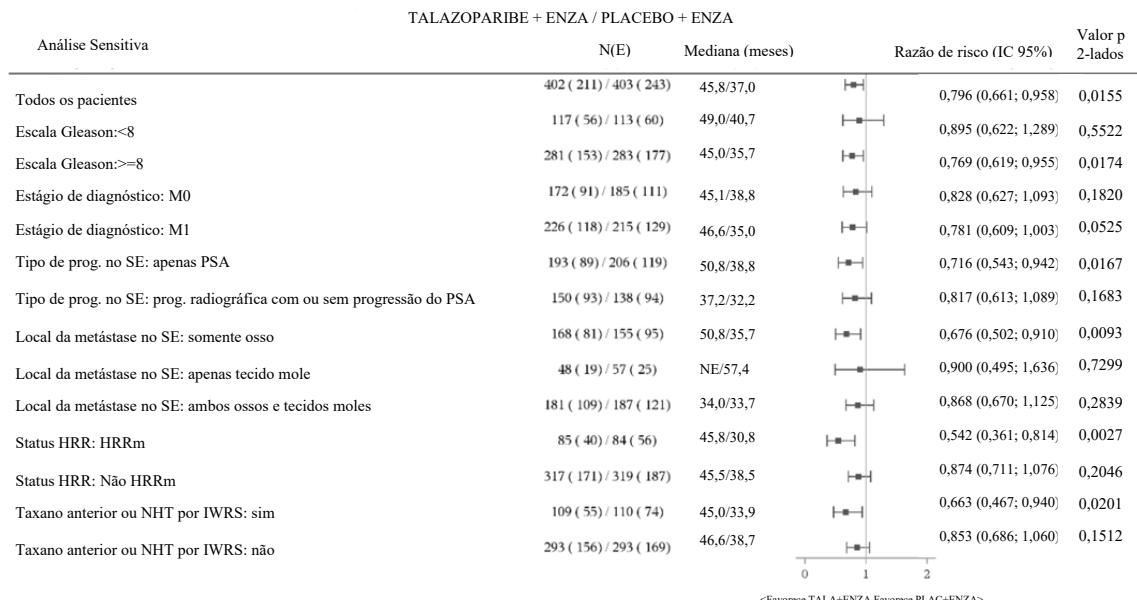 TALAZOPARIBE + ENZA / PLACEBO + ENZA
Análise Sensitiva N(E) Mediana (meses) Razão de risco (IC 95%) Valor p
2-lados
Todos os pacientes 402 ( 211) / 403 ( 243) 45,8/37,0 0,796 (0,661; 0,958) 0,0155
Escala Gleason:<8 117 ( 56) / 113 ( 60) 49,0/40,7 0,895 (0,622; 1,289) 0,5522
Escala Gleason:>=8 281 ( 153) / 283 ( 177) 45,0/35,7 0,769 (0,619; 0,955) 0,0174
Estágio de diagnóstico: M0 172 ( 91) / 185 ( 111) 45,1/38,8 0,828 (0,627; 1,093) 0,1820
Estágio de diagnóstico: M1 226 ( 118) / 215 ( 129) 46,6/35,0 0,781 (0,609; 1,003) 0,0525
Tipo de prog. no SE: apenas PSA 193 ( 89) / 206 ( 119) 50,8/38,8 0,716 (0,543; 0,942) 0,0167
Tipo de prog. no SE: prog. radiográfica com ou sem progressão do PSA 150 ( 93) / 138 ( 94) 37,2/32,2 0,817 (0,613; 1,089) 0,1683
Local da metástase no SE: somente osso 168 ( 81) / 155 ( 95) 50,8/35,7 0,676 (0,502; 0,910) 0,0093
Local da metástase no SE: apenas tecido mole 48 ( 19) / 57 ( 25) NE/57,4 0,900 (0,495; 1,636) 0,7299
Local da metástase no SE: ambos ossos e tecidos moles 181 ( 109) / 187 ( 121) 34,0/33,7 0,868 (0,670; 1,125) 0,2839
Status HRR: HRRm 85 ( 40) / 84 ( 56) 45,8/30,8 0,542 (0,361; 0,814) 0,0027
Status HRR: Não HRRm 317 ( 171) / 319 ( 187) 45,5/38,5 0,874 (0,711; 1,076) 0,2046
Taxano anterior ou NHT por IWRS: sim 109 ( 55) / 110 ( 74) 45,0/33,9 0,663 (0,467; 0,940) 0,0201
Taxano anterior ou NHT por IWRS: não 293 ( 156) / 293 ( 169) 46,6/38,7 0,853 (0,686; 1,060) 0,1512
0 1 2
<Favorece TALA+ENZA Favorece PLAC+ENZA>